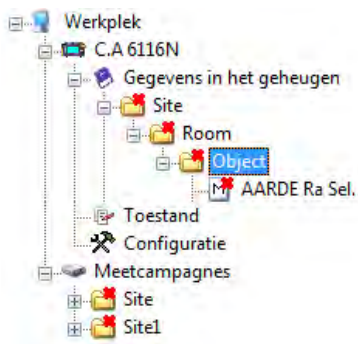 Werkplek
C.A 6116N
Gegevens in het geheugen
Site
Room
Object
AARDE Ra Sel.
Toestand
Configuratie
Meetcampagnes
Site
Site1